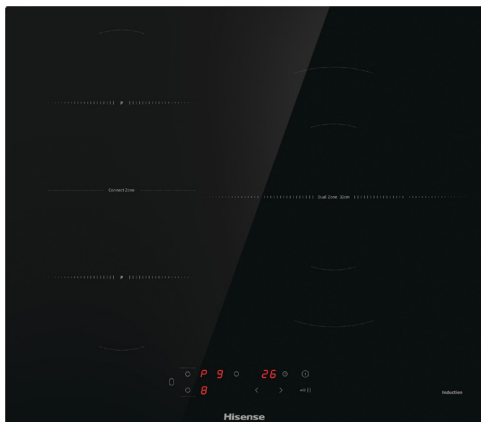 P
Connect Zone
Dual Zone 32cm
P
P 9 26
8
Induction
Hisense